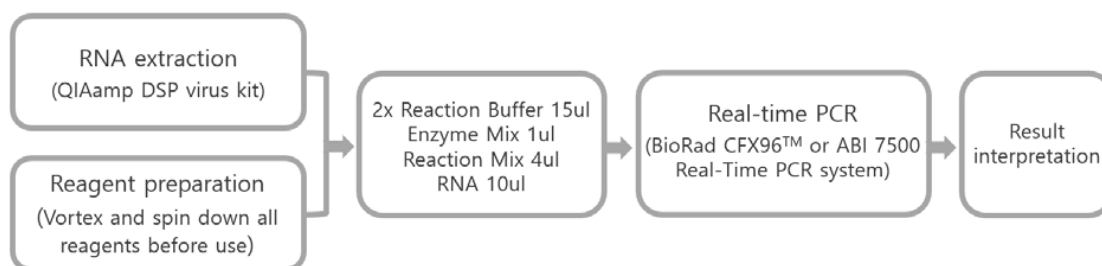 RNA extraction
(QIAamp DSP virus kit)
Reagent preparation
(Vortex and spin down all
reagents before use)
2x Reaction Buffer 15ul
Enzyme Mix 1ul
Reaction Mix 4ul
RNA 10ul
Real-time PCR
(BioRad CFX96™ or ABI 7500
Real-Time PCR system)
Result
interpretation